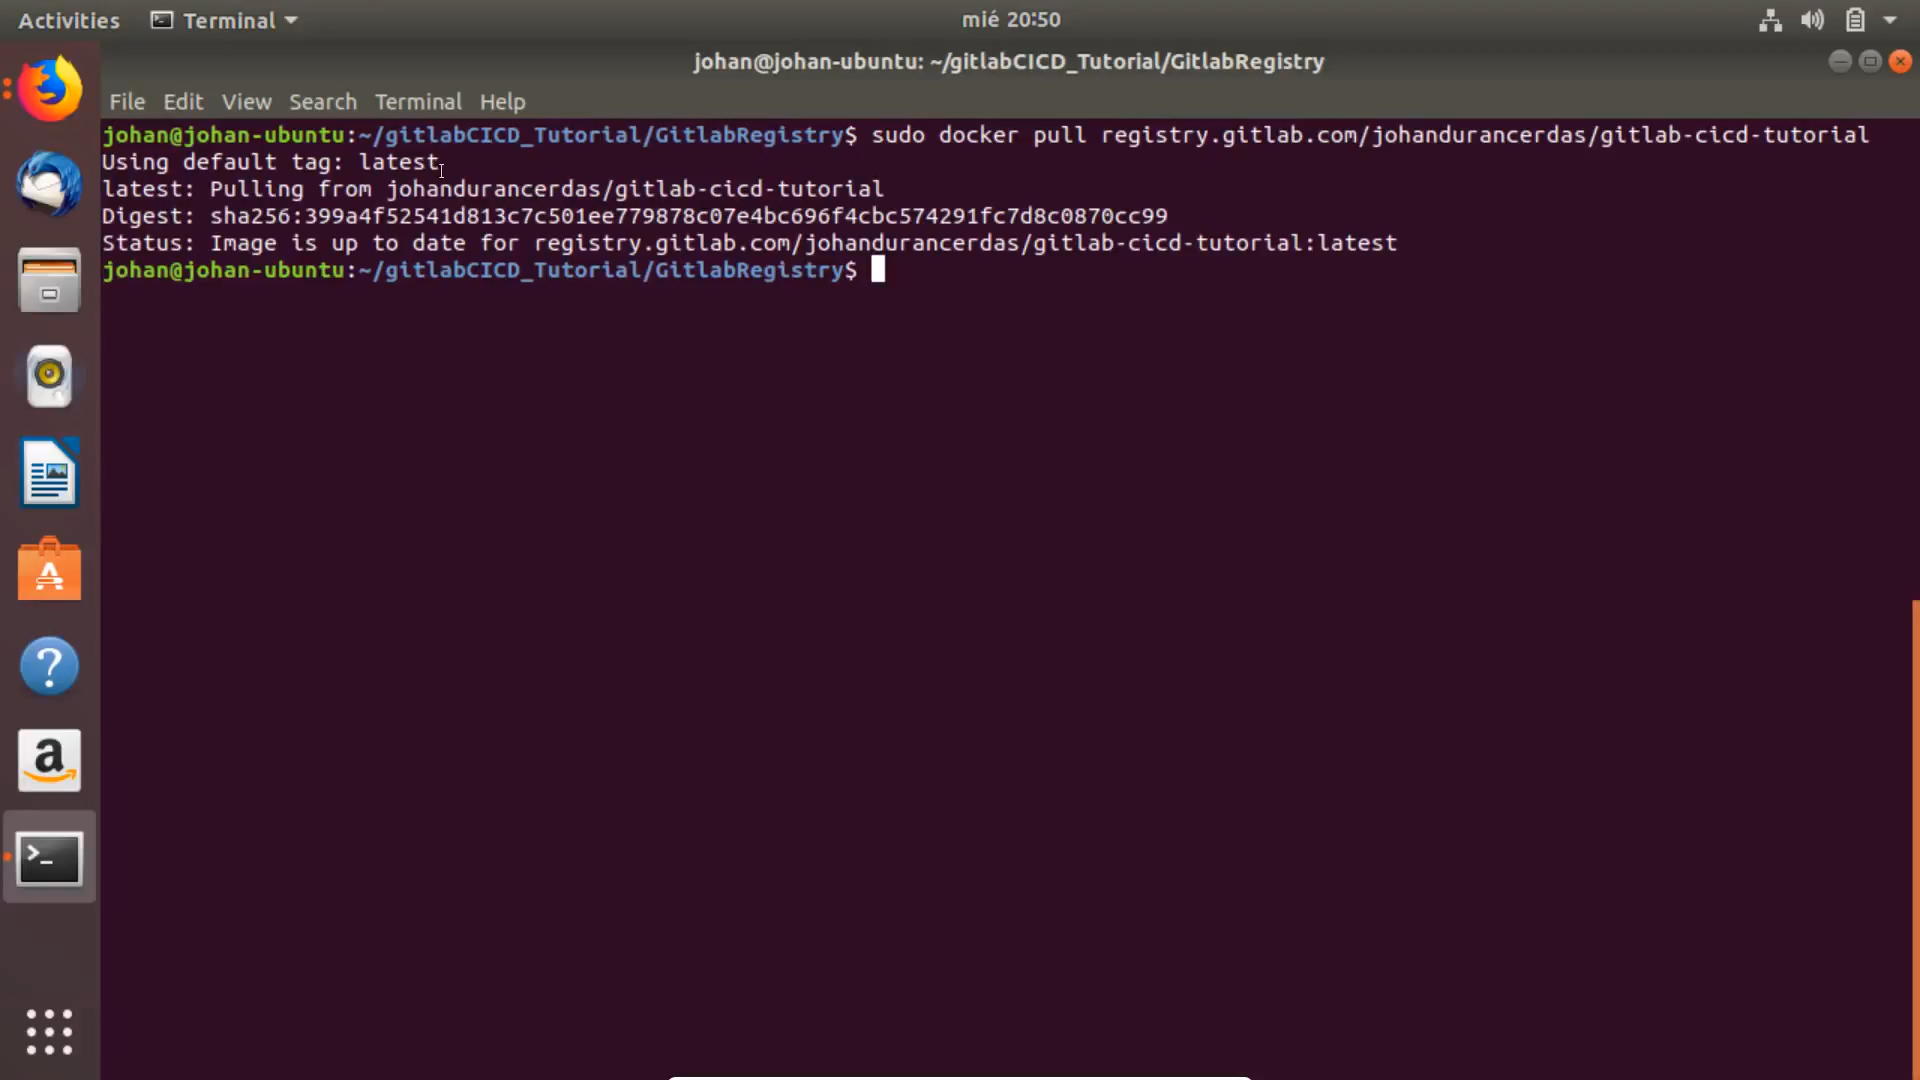 Activities Terminal mié 20:50
johan@johan-ubuntu: ~/gitlabCICD_Tutorial/GitlabRegistry
File Edit View Search Terminal Help
johan@johan-ubuntu:~/gitlabCICD_Tutorial/GitlabRegistry$ sudo docker pull registry.gitlab.com/johandurancerdas/gitlab-cicd-tutorial
Using default tag: latest
latest: Pulling from johandurancerdas/gitlab-cicd-tutorial
Digest: sha256:399a4f52541d813c7c501ee779878c07e4bc696f4cbc574291fc7d8c0870cc99
Status: Image is up to date for registry.gitlab.com/johandurancerdas/gitlab-cicd-tutorial:latest
johan@johan-ubuntu:~/gitlabCICD_Tutorial/GitlabRegistry$